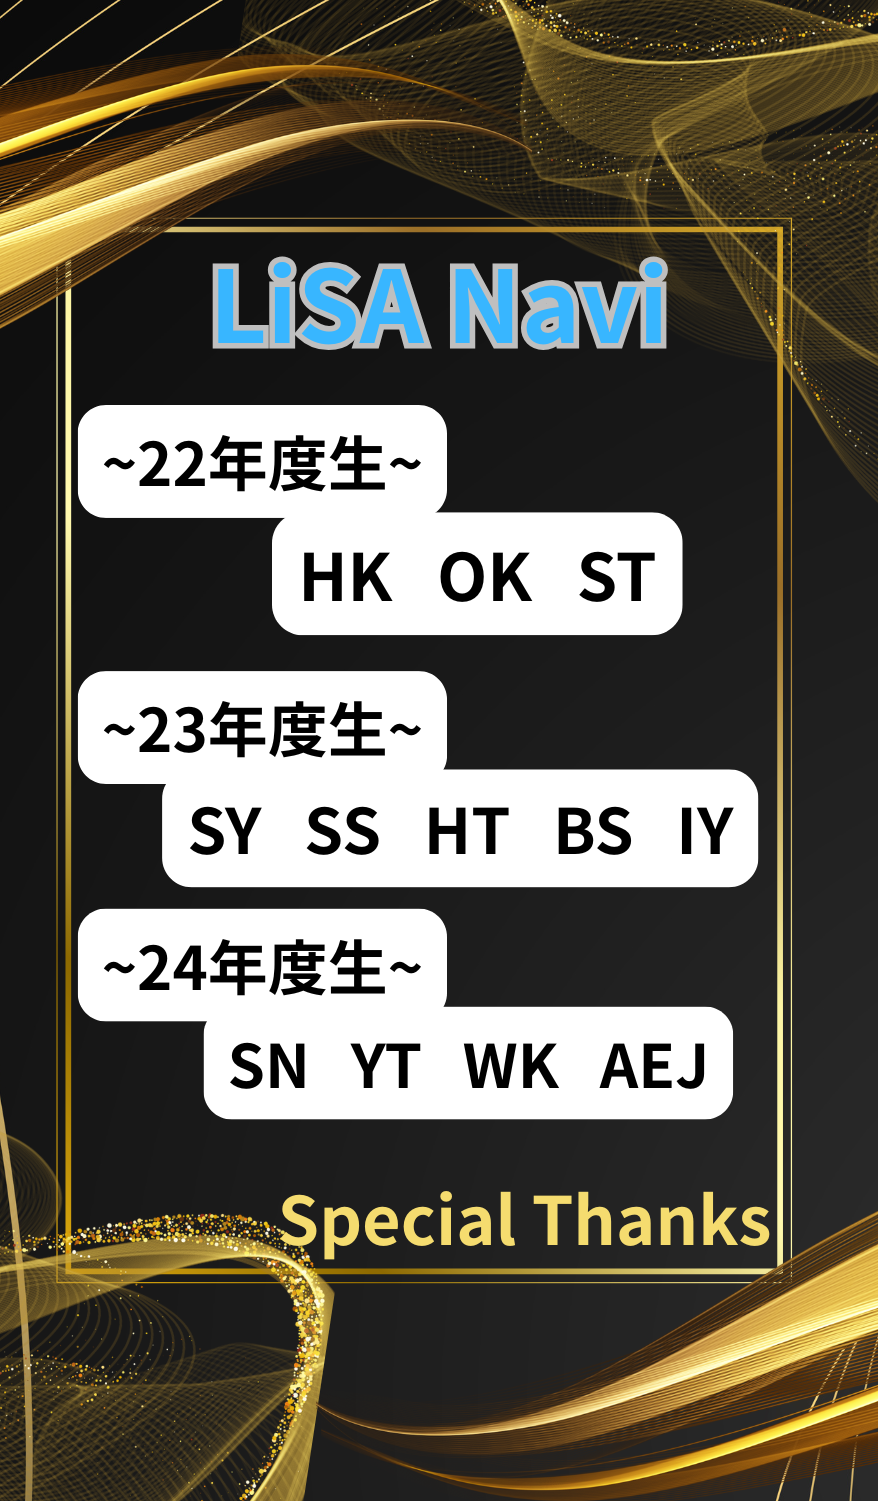 LiSA Navi
~22年度生~
HK OK ST
~23年度生~
SY SS HT BS IY
~24年度生~
SN YT WK AEJ
Special Thanks